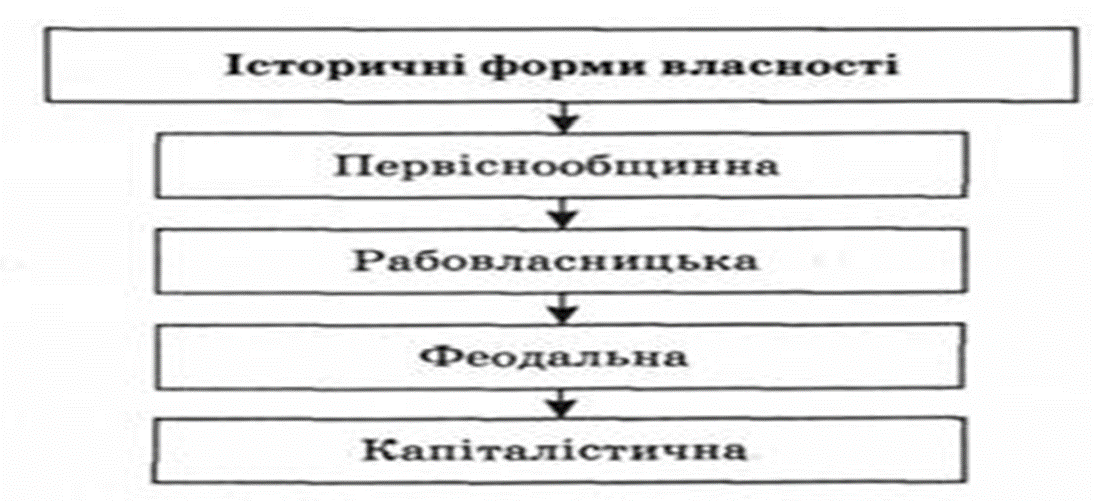 Історичні форми власності
Первіснообщинна
Рабовласницька
Феодальна
Капіталістична